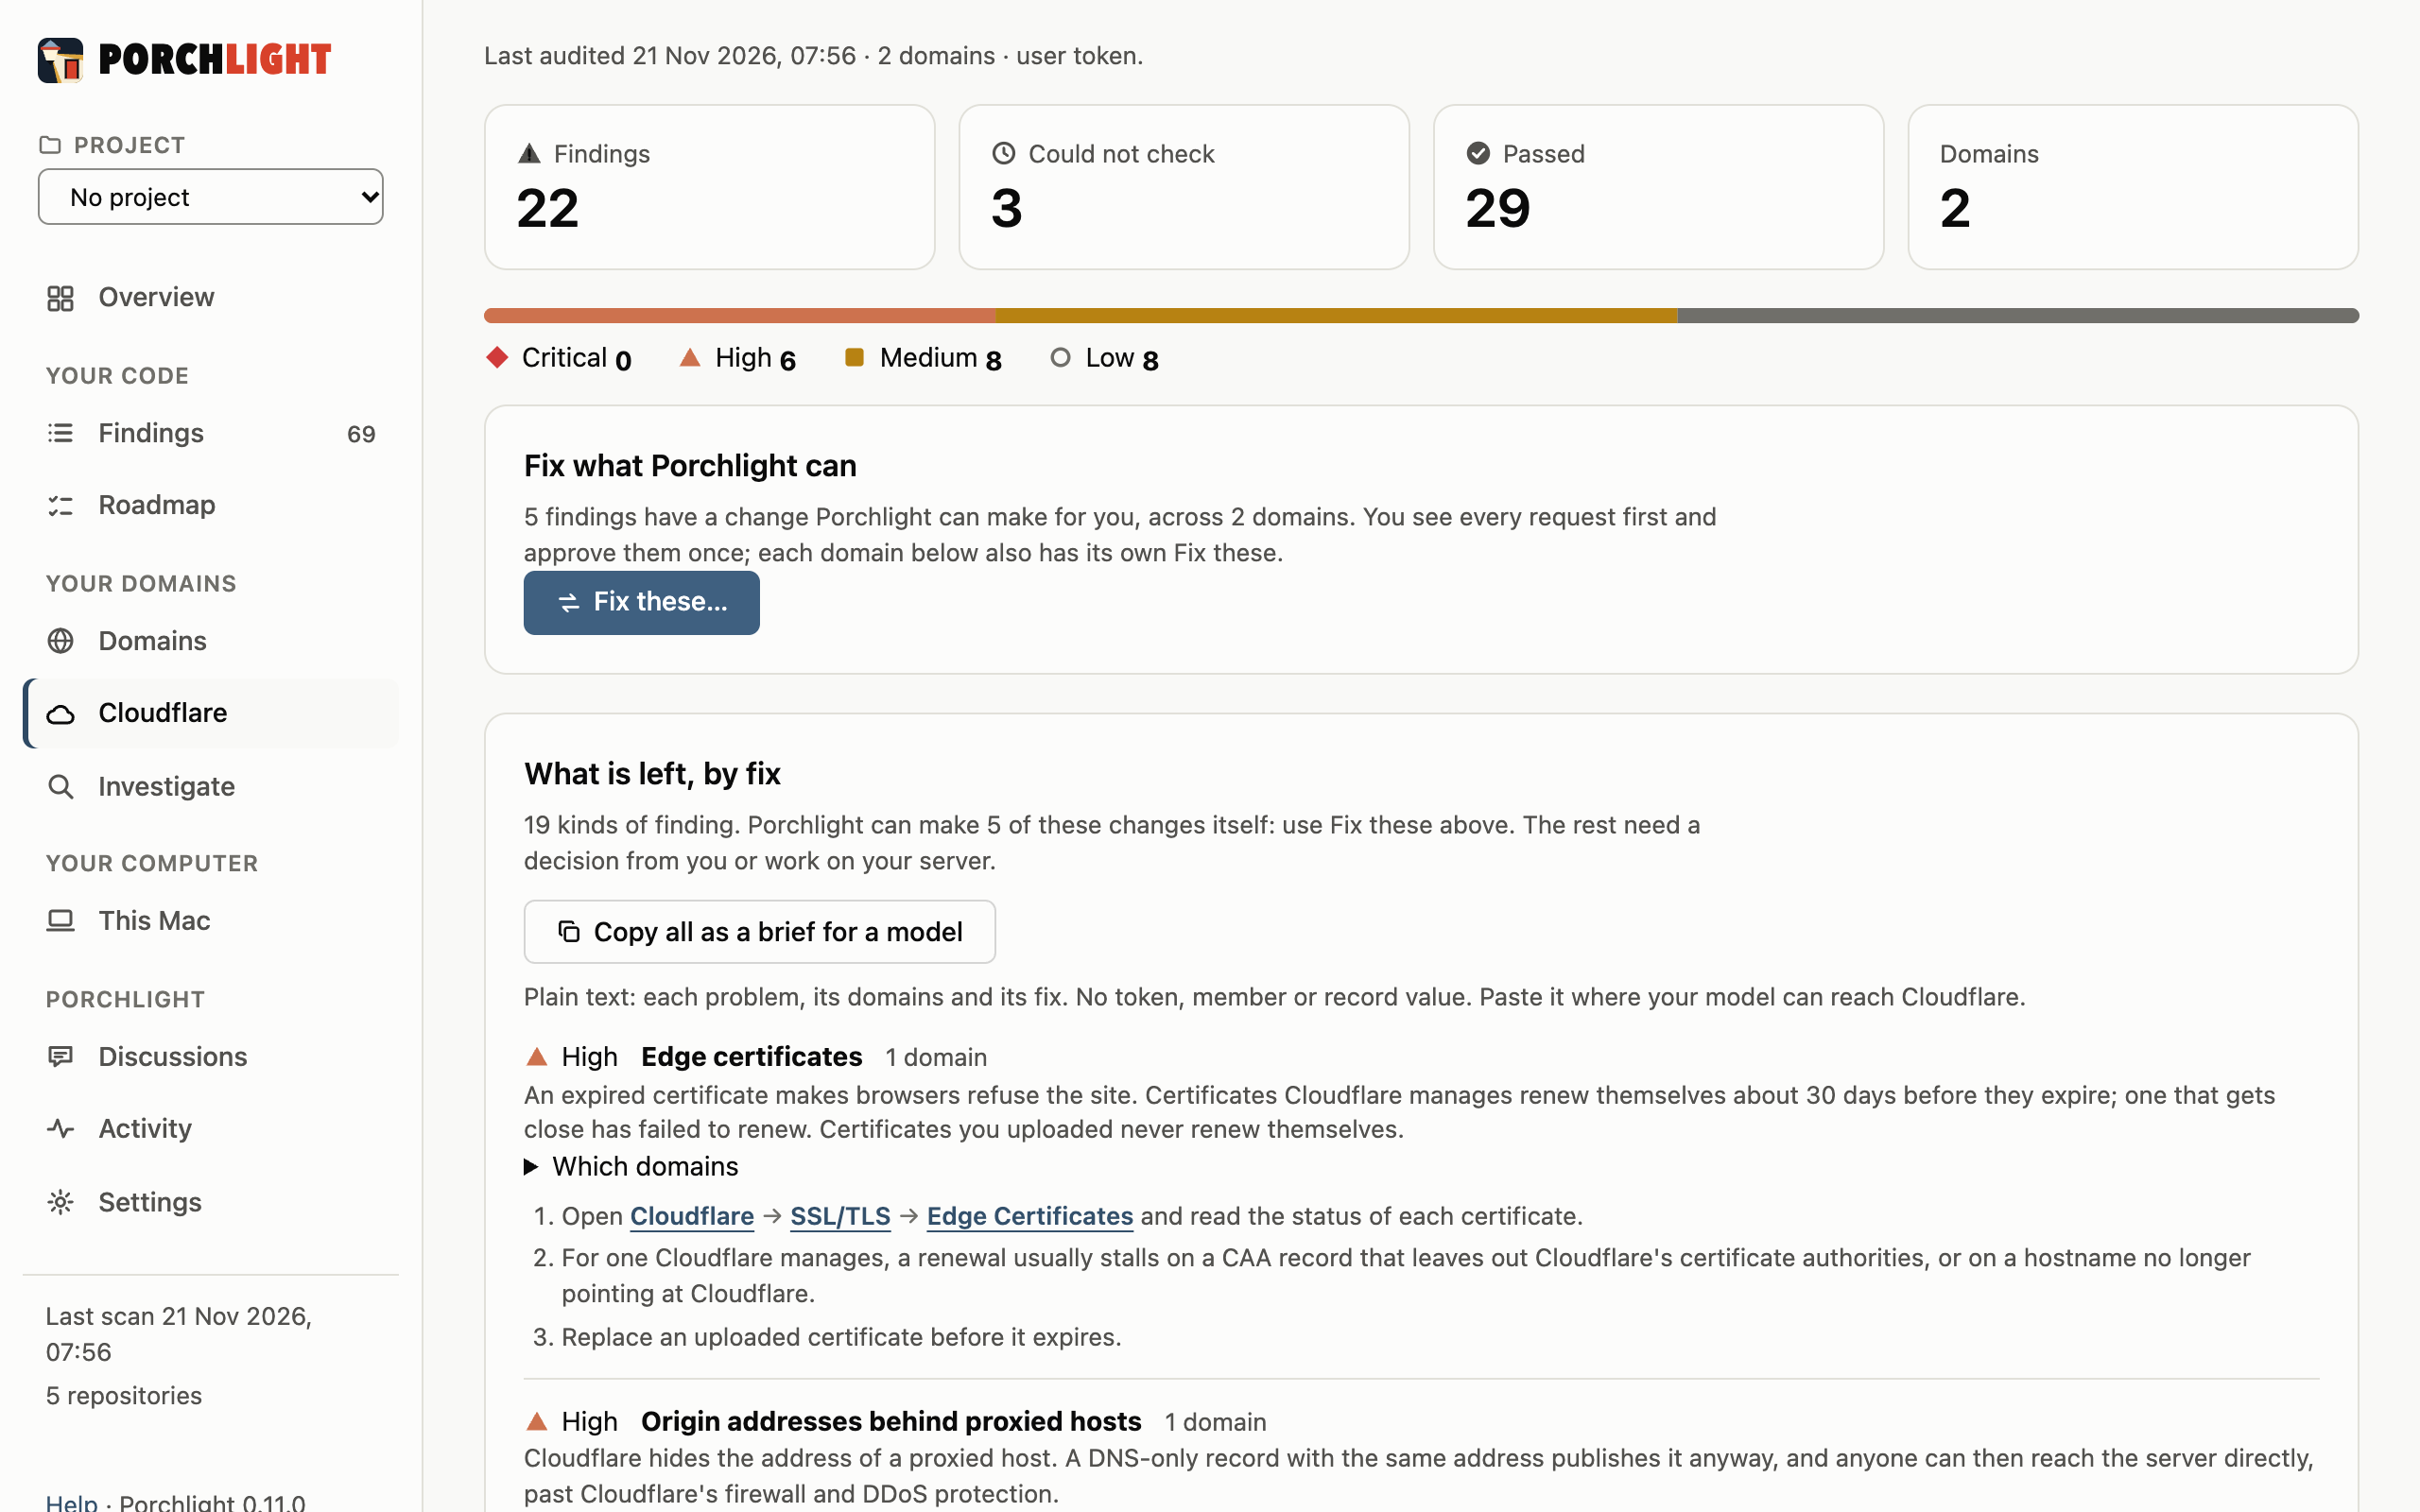 PORCHLIGHT
PROJECT
No project
Overview
YOUR CODE
Findings 69
Roadmap
YOUR DOMAINS
Domains
Cloudflare
Investigate
YOUR COMPUTER
This Mac
PORCHLIGHT
Discussions
Activity
Settings
Last scan 21 Nov 2026,
07:56
5 repositories
Help · Porchlight 0.11.0
Last audited 21 Nov 2026, 07:56 · 2 domains · user token.
Findings
22
Could not check
3
Passed
29
Domains
2
Critical 0 High 6 Medium 8 Low 8
Fix what Porchlight can
5 findings have a change Porchlight can make for you, across 2 domains. You see every request first and
approve them once; each domain below also has its own Fix these.
Fix these...
What is left, by fix
19 kinds of finding. Porchlight can make 5 of these changes itself: use Fix these above. The rest need a
decision from you or work on your server.
Copy all as a brief for a model
Plain text: each problem, its domains and its fix. No token, member or record value. Paste it where your model can reach Cloudflare.
High Edge certificates 1 domain
An expired certificate makes browsers refuse the site. Certificates Cloudflare manages renew themselves about 30 days before they expire; one that gets
close has failed to renew. Certificates you uploaded never renew themselves.
Which domains
1. Open Cloudflare → SSL/TLS → Edge Certificates and read the status of each certificate.
2. For one Cloudflare manages, a renewal usually stalls on a CAA record that leaves out Cloudflare's certificate authorities, or on a hostname no longer
pointing at Cloudflare.
3. Replace an uploaded certificate before it expires.
High Origin addresses behind proxied hosts 1 domain
Cloudflare hides the address of a proxied host. A DNS-only record with the same address publishes it anyway, and anyone can then reach the server directly,
past Cloudflare's firewall and DDoS protection.